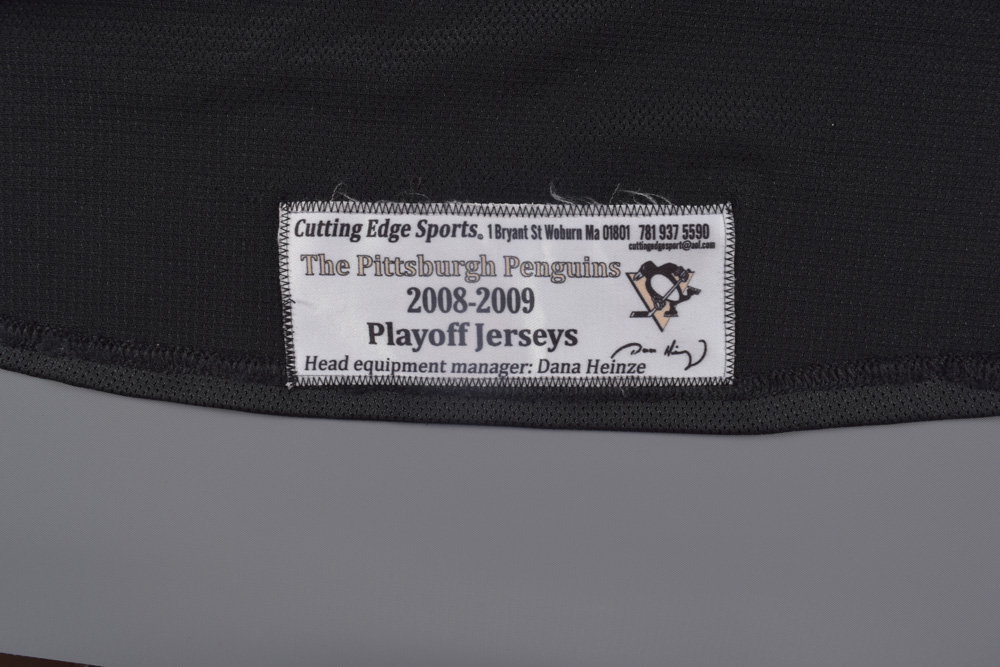 Cutting Edge Sports. 1 Bryant St Woburn Ma 01801 781 937 5590
cuttingedgesport@aol.com
The Pittsburgh Penguins
2008-2009
Playoff Jerseys
Head equipment manager: Dana Heinze